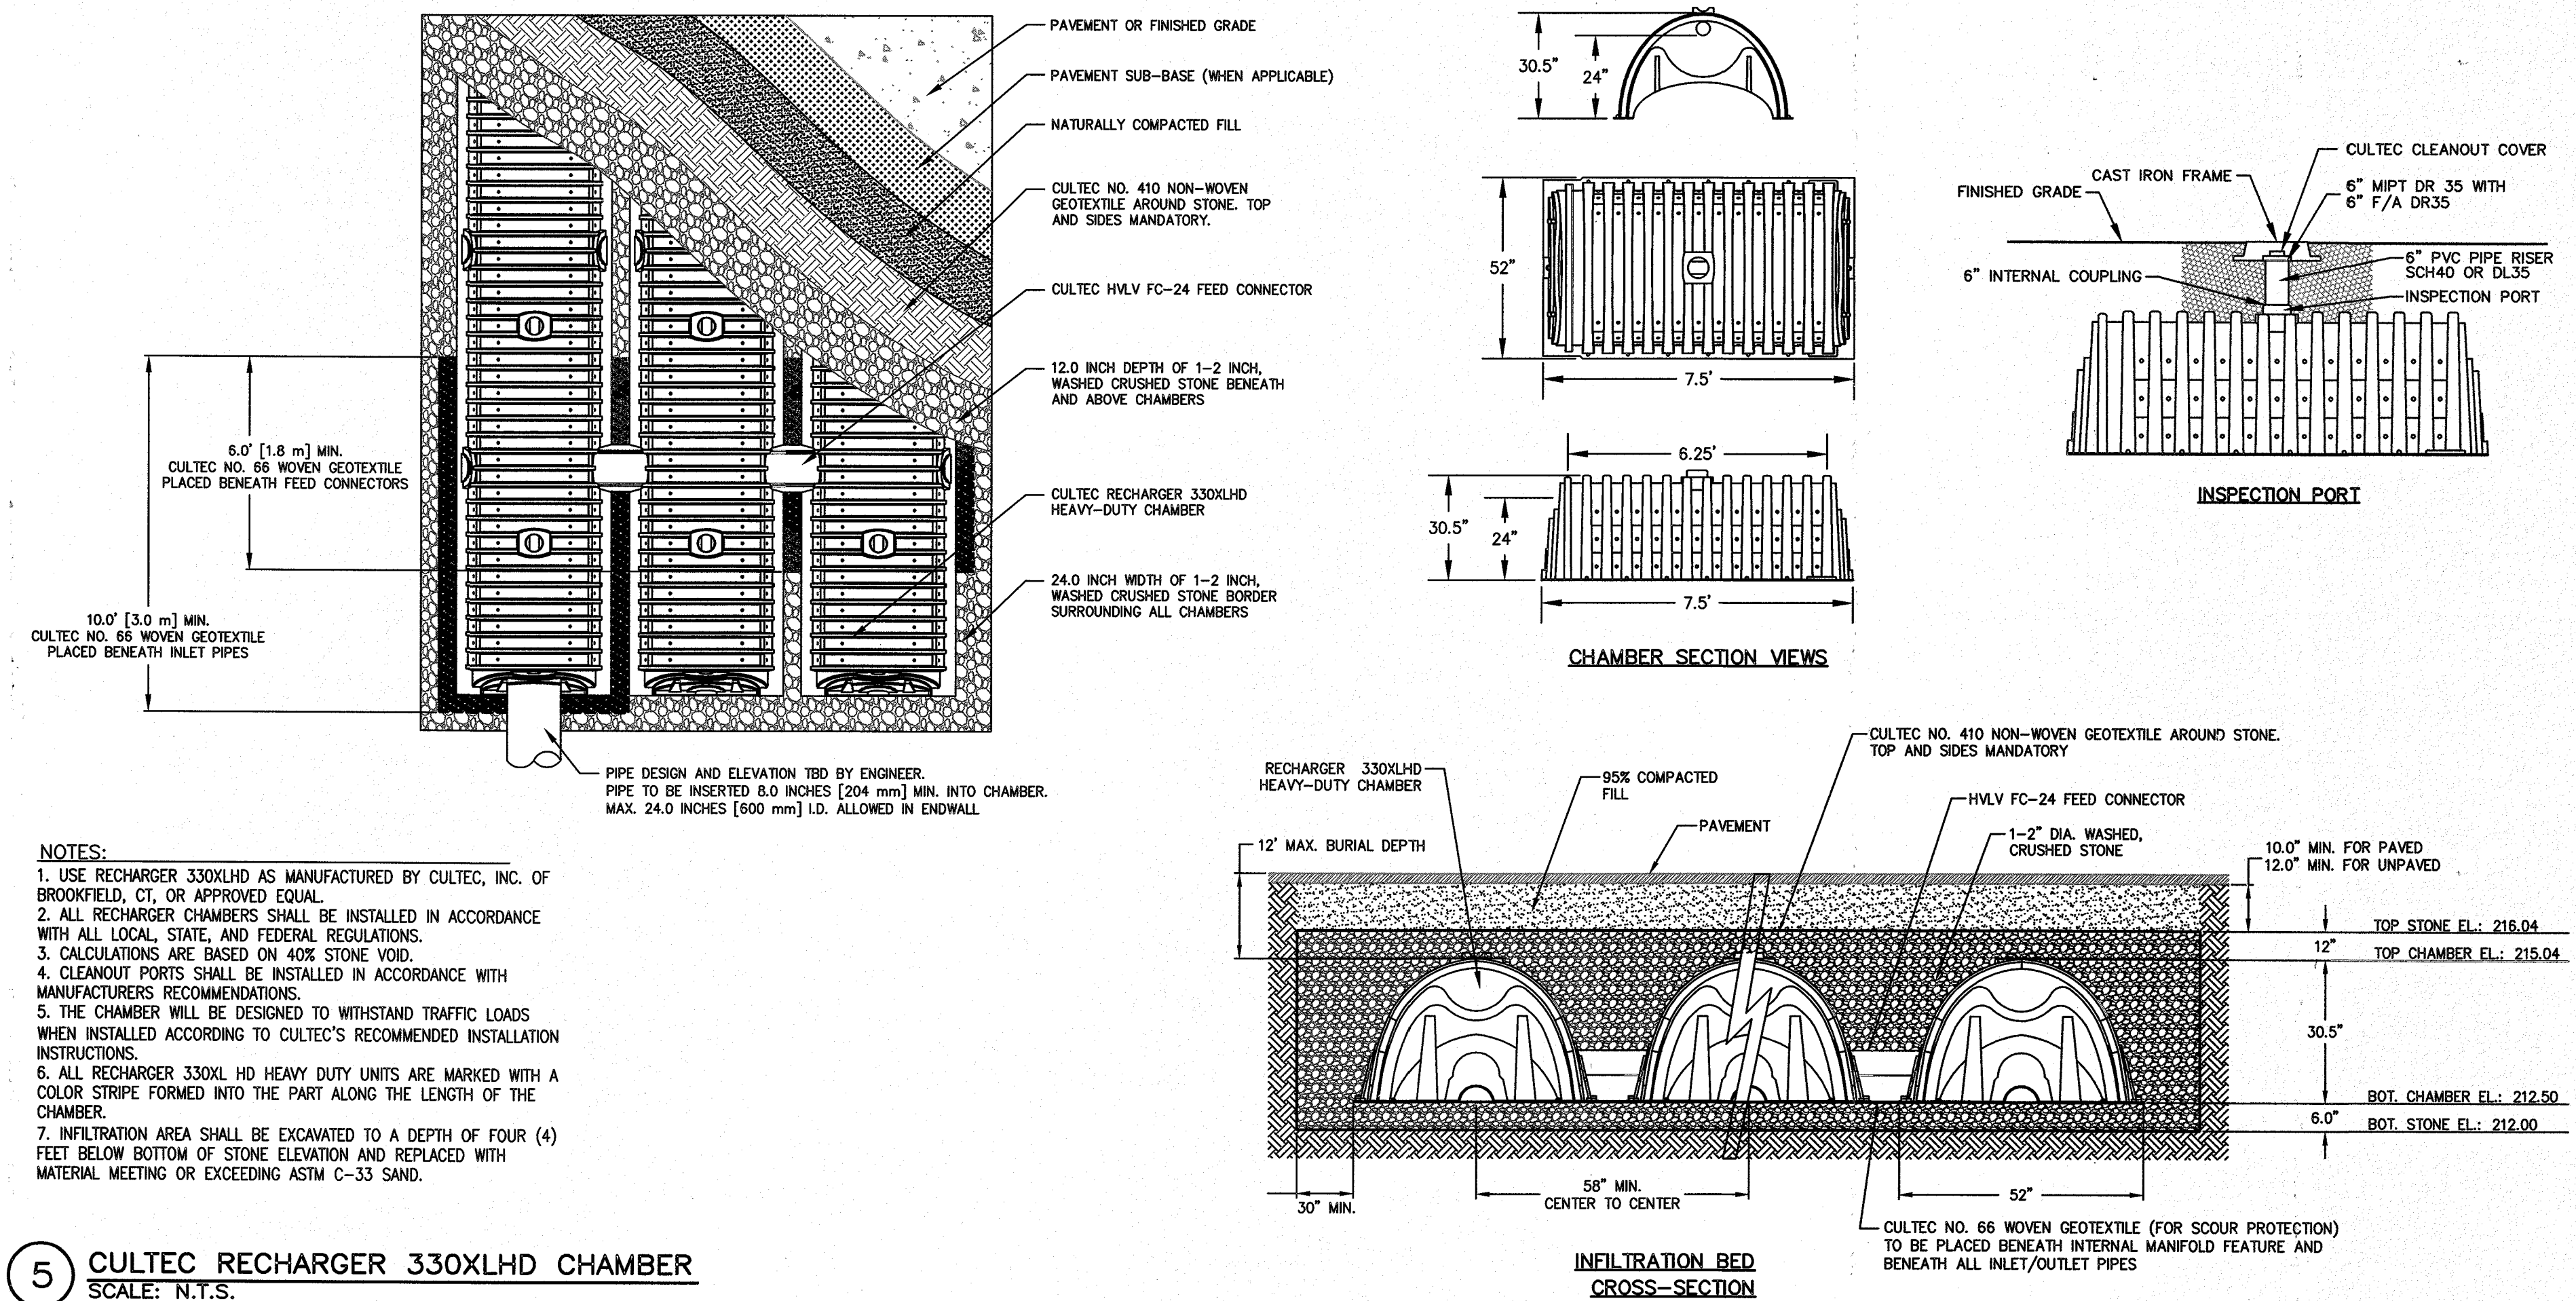 PAVEMENT OR FINISHED GRADE
PAVEMENT SUB-BASE (WHEN APPLICABLE)
NATURALLY COMPACTED FILL
CULTEC NO. 410 NON-WOVEN
GEOTEXTILE AROUND STONE. TOP
AND SIDES MANDATORY.
CULTEC HVLV FC-24 FEED CONNECTOR
12.0 INCH DEPTH OF 1-2 INCH,
WASHED CRUSHED STONE BENEATH
AND ABOVE CHAMBERS
CULTEC RECHARGER 330XLHD
HEAVY-DUTY CHAMBER
24.0 INCH WIDTH OF 1-2 INCH,
WASHED CRUSHED STONE BORDER
SURROUNDING ALL CHAMBERS
6.0' [1.8 m] MIN.
CULTEC NO. 66 WOVEN GEOTEXTILE
PLACED BENEATH FEED CONNECTORS
10.0' [3.0 m] MIN.
CULTEC NO. 66 WOVEN GEOTEXTILE
PLACED BENEATH INLET PIPES
PIPE DESIGN AND ELEVATION TBD BY ENGINEER.
PIPE TO BE INSERTED 8.0 INCHES [204 mm] MIN. INTO CHAMBER.
MAX. 24.0 INCHES [600 mm] I.D. ALLOWED IN ENDWALL
30.5"
24"
52"
7.5'
6.25'
30.5"
24"
7.5'
CHAMBER SECTION VIEWS
CULTEC CLEANOUT COVER
CAST IRON FRAME
FINISHED GRADE
6" MIPT DR 35 WITH
6" F/A DR35
6" INTERNAL COUPLING
6" PVC PIPE RISER
SCH40 OR DL35
INSPECTION PORT
INSPECTION PORT
NOTES:
1. USE RECHARGER 330XLHD AS MANUFACTURED BY CULTEC, INC. OF
BROOKFIELD, CT, OR APPROVED EQUAL.
2. ALL RECHARGER CHAMBERS SHALL BE INSTALLED IN ACCORDANCE
WITH ALL LOCAL, STATE, AND FEDERAL REGULATIONS.
3. CALCULATIONS ARE BASED ON 40% STONE VOID.
4. CLEANOUT PORTS SHALL BE INSTALLED IN ACCORDANCE WITH
MANUFACTURERS RECOMMENDATIONS.
5. THE CHAMBER WILL BE DESIGNED TO WITHSTAND TRAFFIC LOADS
WHEN INSTALLED ACCORDING TO CULTEC'S RECOMMENDED INSTALLATION
INSTRUCTIONS.
6. ALL RECHARGER 330XL HD HEAVY DUTY UNITS ARE MARKED WITH A
COLOR STRIPE FORMED INTO THE PART ALONG THE LENGTH OF THE
CHAMBER.
7. INFILTRATION AREA SHALL BE EXCAVATED TO A DEPTH OF FOUR (4)
FEET BELOW BOTTOM OF STONE ELEVATION AND REPLACED WITH
MATERIAL MEETING OR EXCEEDING ASTM C-33 SAND.
CULTEC NO. 410 NON-WOVEN GEOTEXTILE AROUND STONE.
TOP AND SIDES MANDATORY
RECHARGER 330XLHD
HEAVY-DUTY CHAMBER
95% COMPACTED
FILL
HVLV FC-24 FEED CONNECTOR
PAVEMENT
1-2" DIA. WASHED,
CRUSHED STONE
12' MAX. BURIAL DEPTH
10.0" MIN. FOR PAVED
12.0" MIN. FOR UNPAVED
TOP STONE EL.: 216.04
12"
TOP CHAMBER EL.: 215.04
30.5"
BOT. CHAMBER EL.: 212.50
6.0"
BOT. STONE EL.: 212.00
30" MIN.
58" MIN.
CENTER TO CENTER
52"
CULTEC NO. 66 WOVEN GEOTEXTILE (FOR SCOUR PROTECTION)
TO BE PLACED BENEATH INTERNAL MANIFOLD FEATURE AND
BENEATH ALL INLET/OUTLET PIPES
INFILTRATION BED
CROSS-SECTION
5 CULTEC RECHARGER 330XLHD CHAMBER
SCALE: N.T.S.